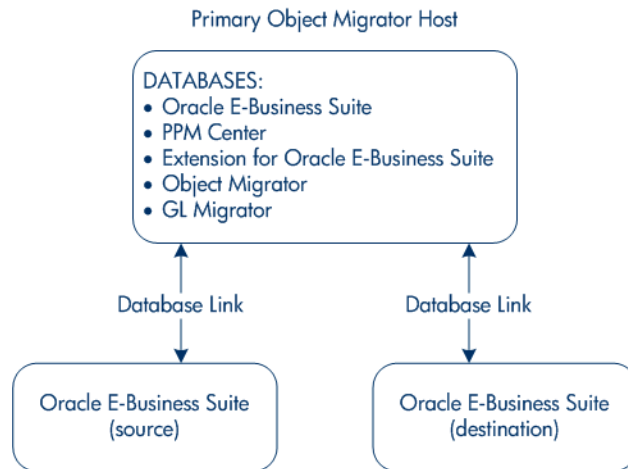 Primary Object Migrator Host
DATABASES:
• Oracle E-Business Suite
• PPM Center
• Extension for Oracle E-Business Suite
• Object Migrator
• GL Migrator
Database Link
Database Link
Oracle E-Business Suite
(source)
Oracle E-Business Suite
(destination)